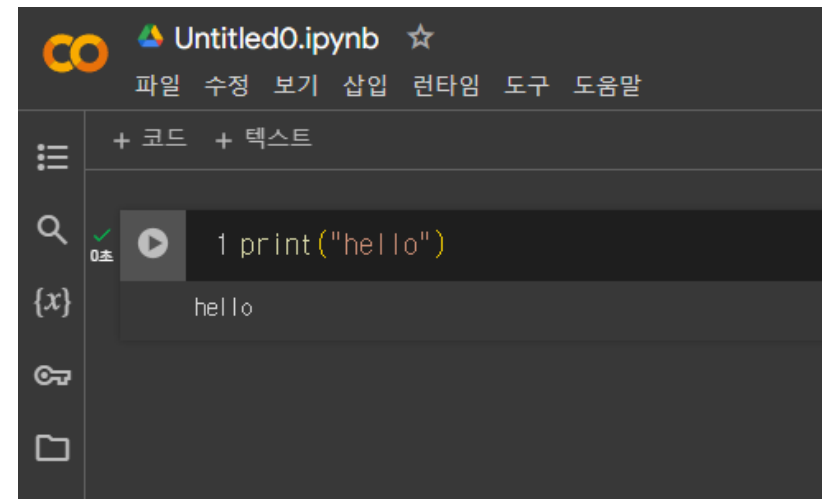 Untitled0.ipynb
파일 수정 보기 삽입 런타임 도구 도움말
+ 코드 + 텍스트
0초
1 print("hello")
hello
{x}